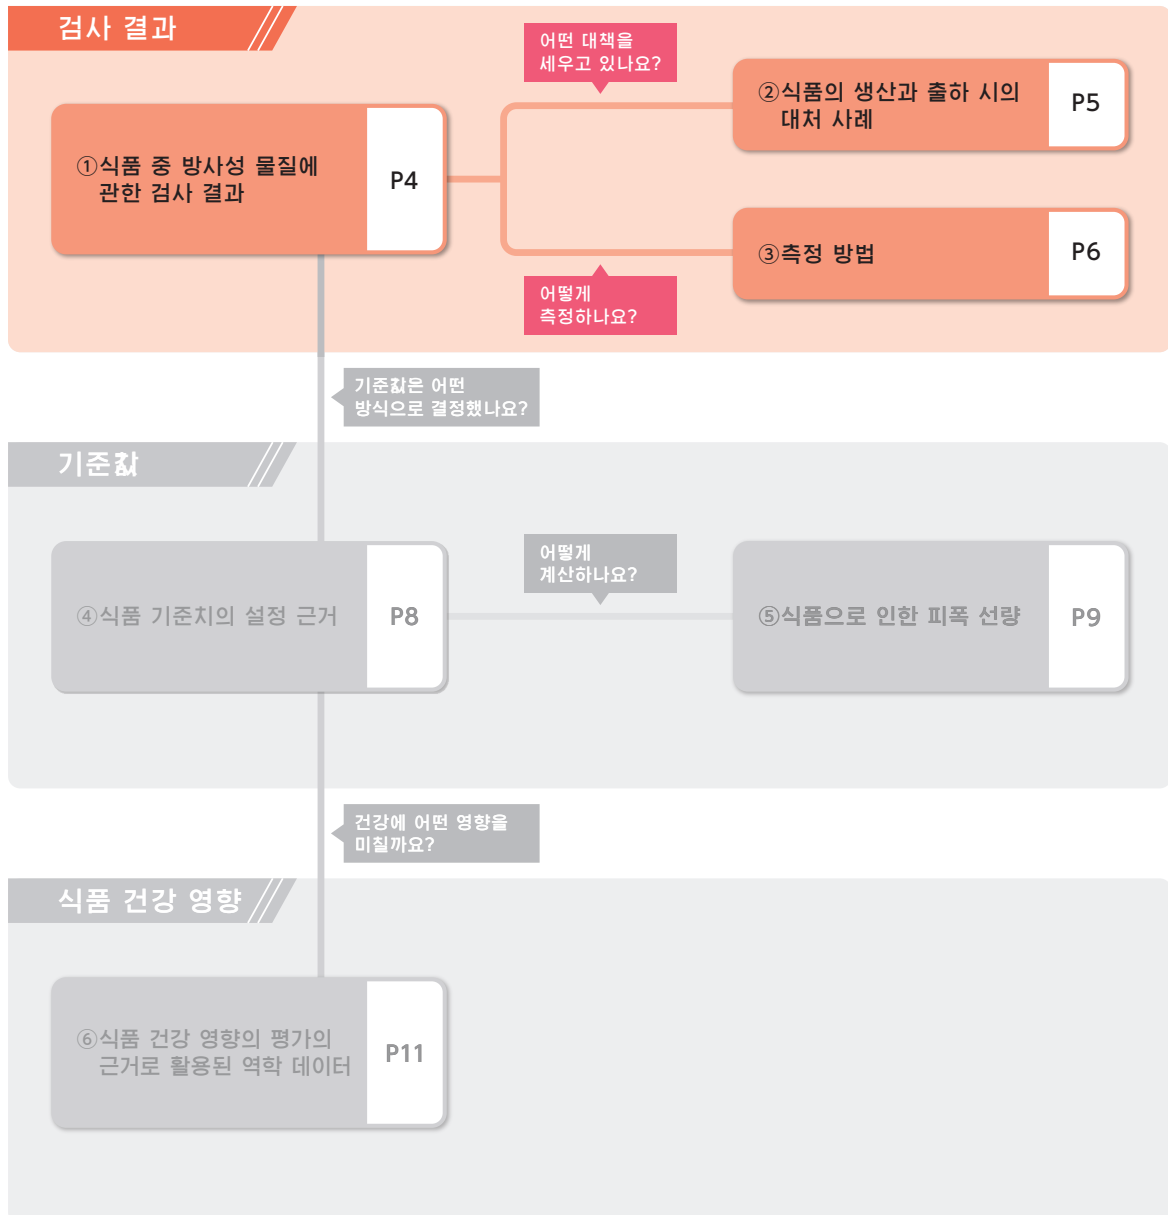 검사 결과
어떤 대책을
세우고 있나요?
①식품 중 방사성 물질에
관한 검사 결과
P4
②식품의 생산과 출하 시의
대처 사례
P5
③측정 방법
P6
어떻게
측정하나요?
기준값은 어떤
방식으로 결정했나요?
기준값
④식품 기준치의 설정 근거
P8
어떻게
계산하나요?
⑤식품으로 인한 피폭 선량
P9
건강에 어떤 영향을
미칠까요?
식품 건강 영향
⑥식품 건강 영향의 평가의
근거로 활용된 역학 데이터
P11